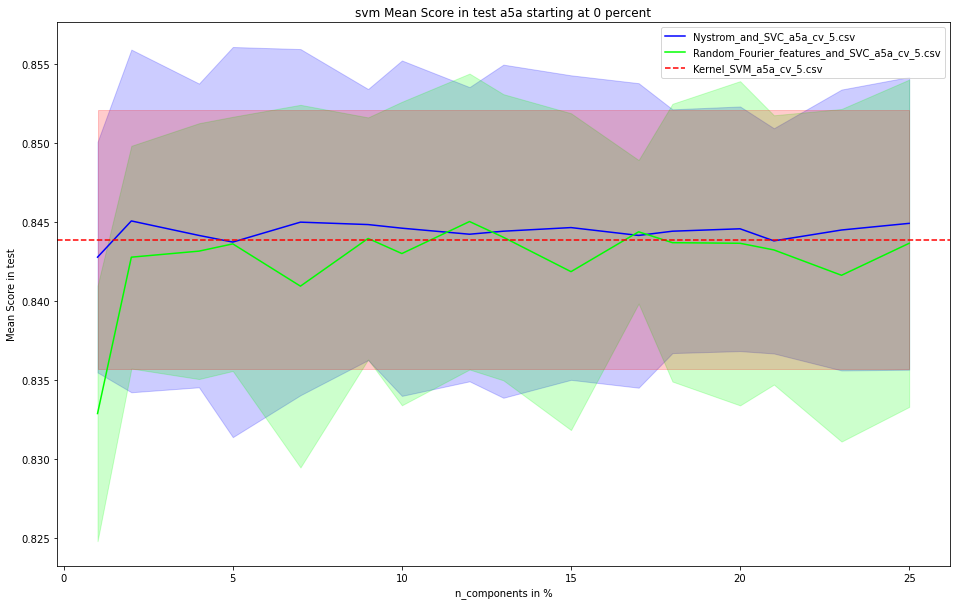 svm Mean Score in test a5a starting at 0 percent
Nystrom_and_SVC_a5a_cv_5.csv
Random_Fourier_features_and_SVC_a5a_cv_5.csv
Kernel_SVM_a5a_cv_5.csv
Mean Score in test
0.855
0.850
0.845
0.840
0.835
0.830
0.825
0 5 10 15 20 25
n_components in %